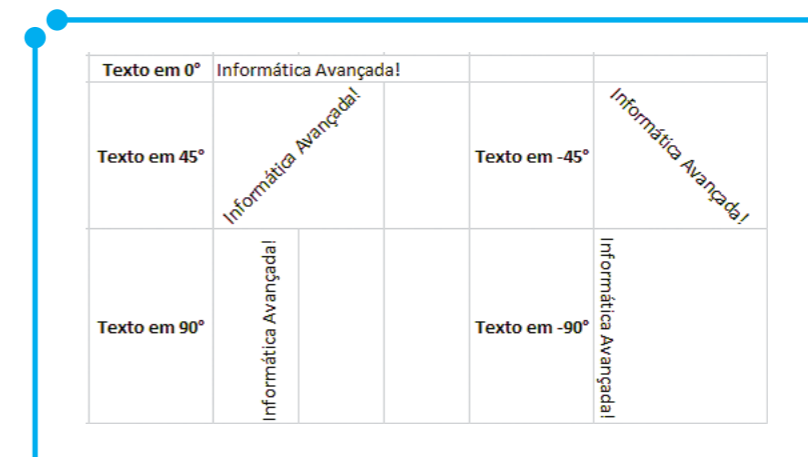 Texto em 0° Informática Avançada!
Texto em 45° Informática Avançada! Texto em -45° Informática Avançada!
Texto em 90° Informática Avançada! Texto em -90° Informática Avançada!